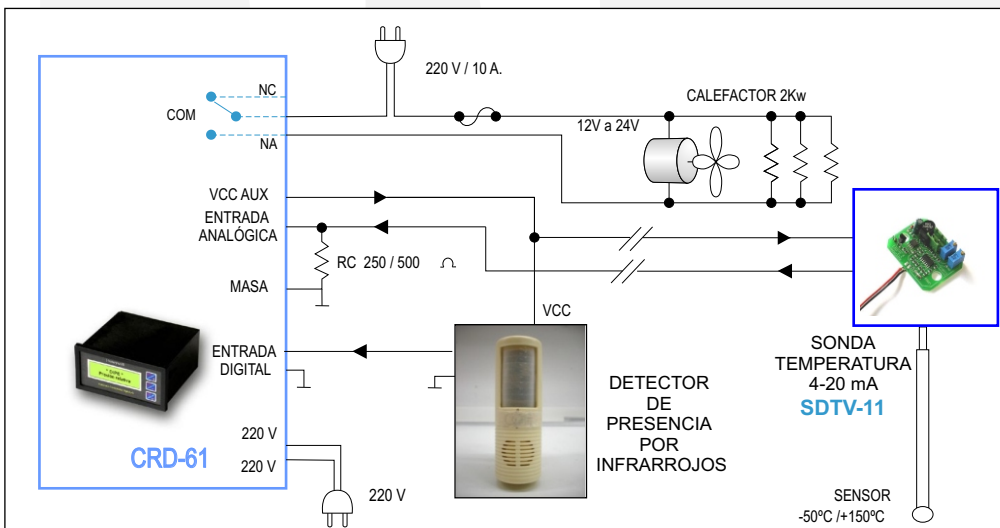 220 V / 10 A.
NC
COM
NA
CALEFACTOR 2Kw
12V a 24V
VCC AUX
ENTRADA
ANALÓGICA
RC 250 / 500 Ω
MASA
VCC
ENTRADA
DIGITAL
220 V
220 V
220 V
CRD-61
DETECTOR
DE
PRESENCIA
POR
INFRARROJOS
SONDA
TEMPERATURA
4-20 mA
SDTV-11
SENSOR
-50ºC /+150ºC